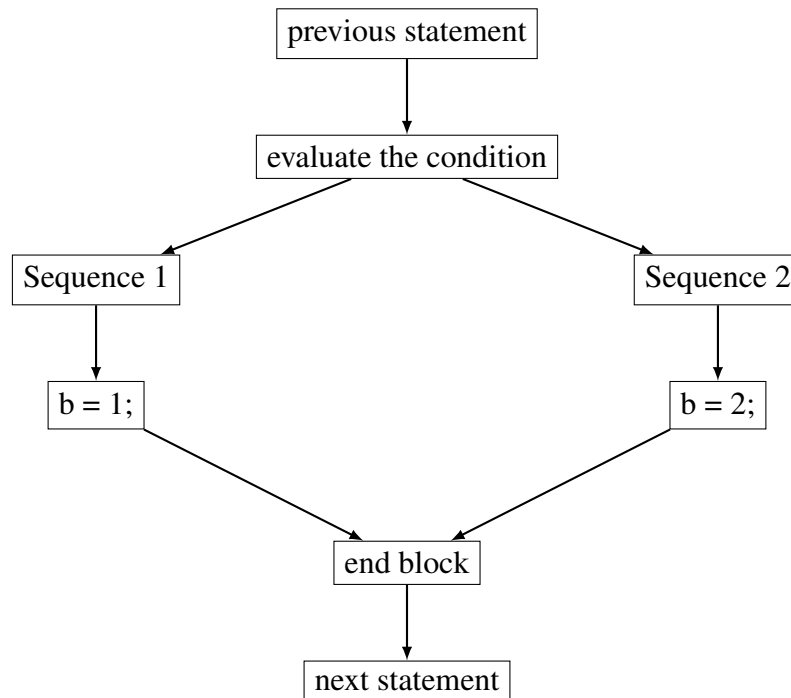 previous statement
evaluate the condition
Sequence 1
Sequence 2
b = 1;
b = 2;
end block
next statement